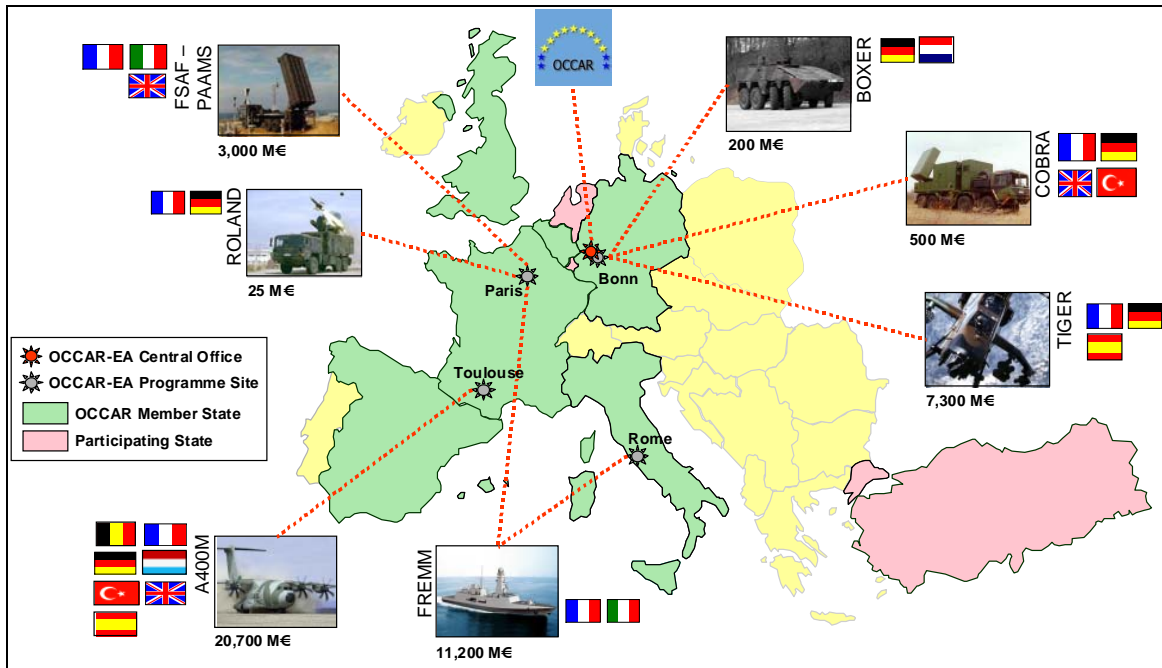 FSAF –
PAAMS
3,000 M€
OCCAR
BOXER
200 M€
COBRA
500 M€
ROLAND
25 M€
TIGER
7,300 M€
Paris
Bonn
Toulouse
Rome
OCCAR-EA Central Office
OCCAR-EA Programme Site
OCCAR Member State
Participating State
A400M
20,700 M€
FREMM
11,200 M€